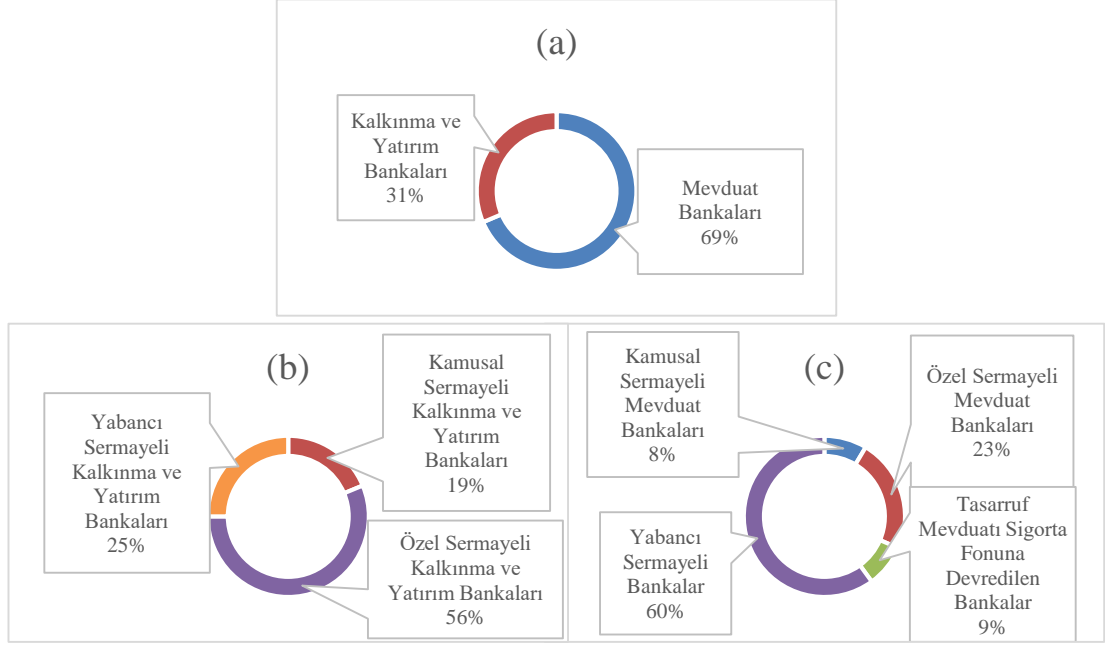 (a)
Kalkınma ve
Yatırım
Bankaları
31%
Mevduat
Bankaları
69%
(b)
Yabancı
Sermayeli
Kalkınma ve
Yatırım
Bankaları
25%
Kamusal
Sermayeli
Kalkınma ve
Yatırım
Bankaları
19%
Özel Sermayeli
Kalkınma ve
Yatırım Bankaları
56%
(c)
Kamusal
Sermayeli
Mevduat
Bankaları
8%
Özel Sermayeli
Mevduat
Bankaları
23%
Yabancı
Sermayeli
Bankalar
60%
Tasarruf
Mevduatı Sigorta
Fonuna
Devredilen
Bankalar
9%